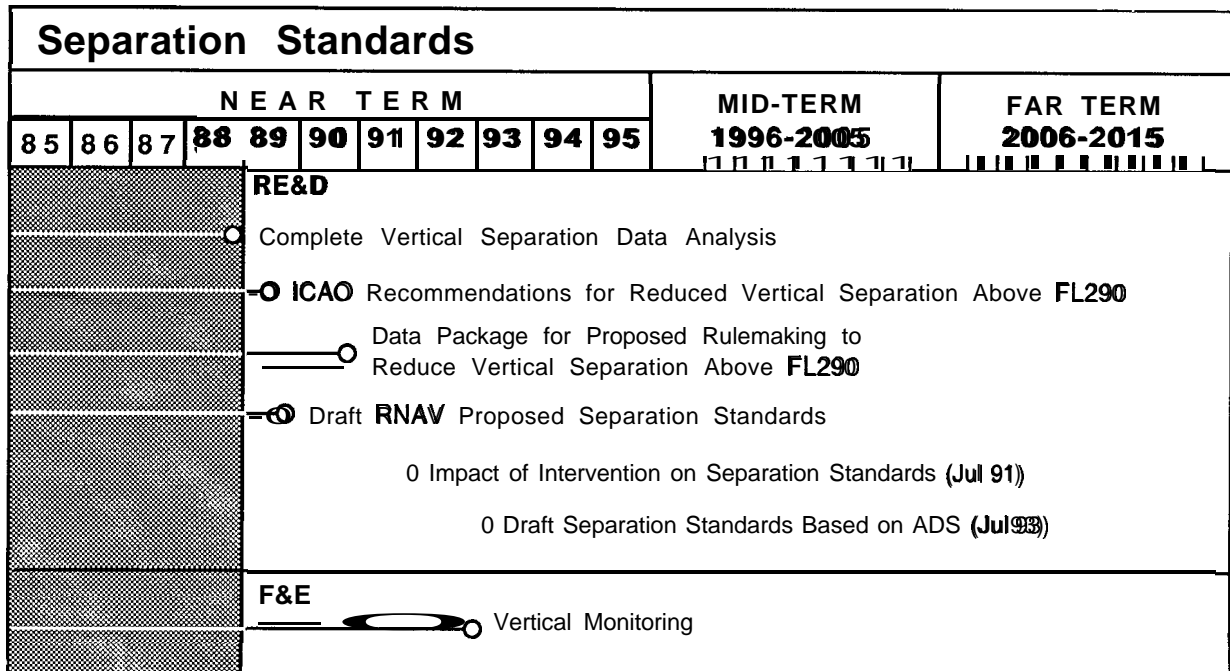 Separation Standards
NEAR TERM
MID-TERM
FAR TERM
85 86 87 88 89 90 91 92 93 94 95
1996-2005
2006-2015
RE&D
Complete Vertical Separation Data Analysis
ICAO Recommendations for Reduced Vertical Separation Above FL290
Data Package for Proposed Rulemaking to
Reduce Vertical Separation Above FL290
Draft RNAV Proposed Separation Standards
0 Impact of Intervention on Separation Standards (Jul 91)
0 Draft Separation Standards Based on ADS (Jul 93)
F&E
Vertical Monitoring